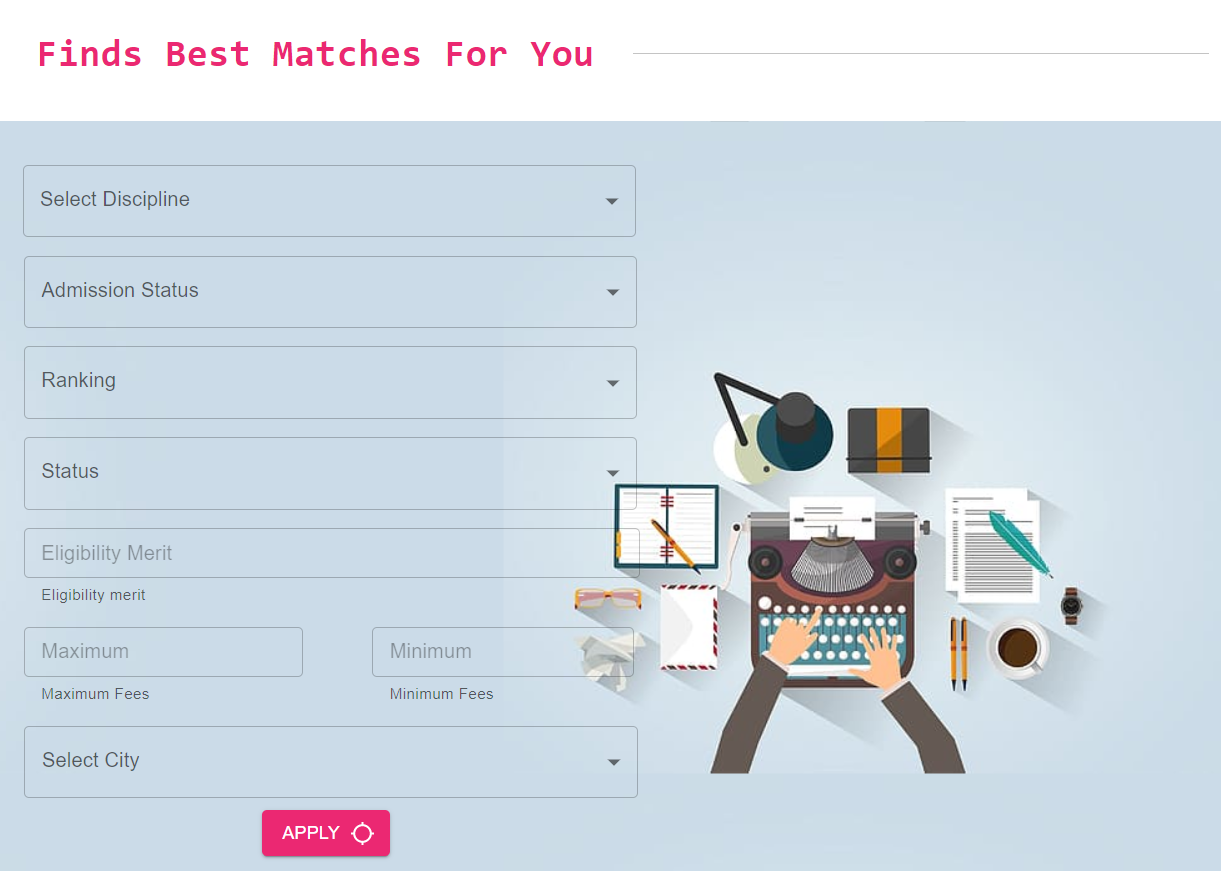 Finds Best Matches For You
Select Discipline
Admission Status
Ranking
Status
Eligibility Merit
Eligibility merit
Maximum Minimum
Maximum Fees Minimum Fees
Select City
APPLY